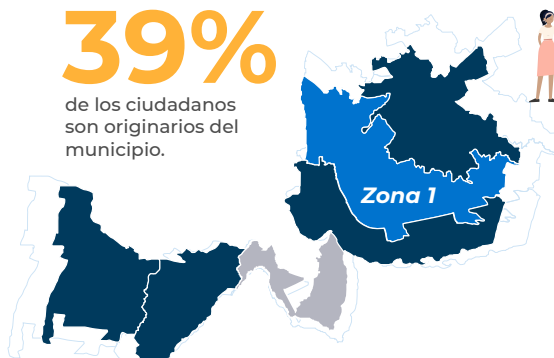 39%
de los ciudadanos
son originarios del
municipio.
Zona 1